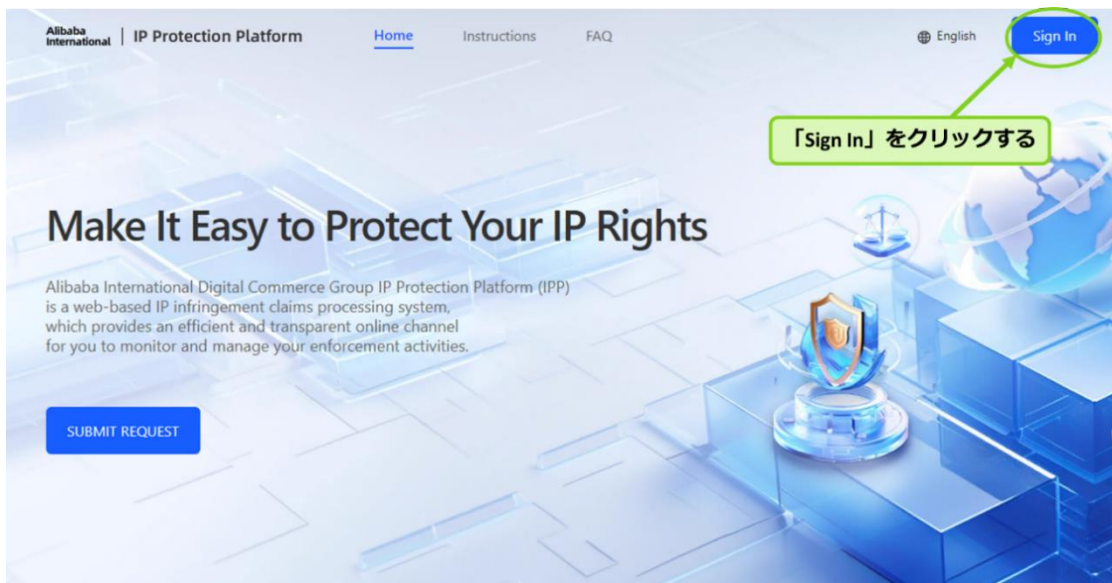 Alibaba
International
IP Protection Platform
Home
Instructions
FAQ
English
Sign In
「Sign In」をクリックする
Make It Easy to Protect Your IP Rights
Alibaba International Digital Commerce Group IP Protection Platform (IPP)
is a web-based IP infringement claims processing system,
which provides an efficient and transparent online channel
for you to monitor and manage your enforcement activities.
SUBMIT REQUEST